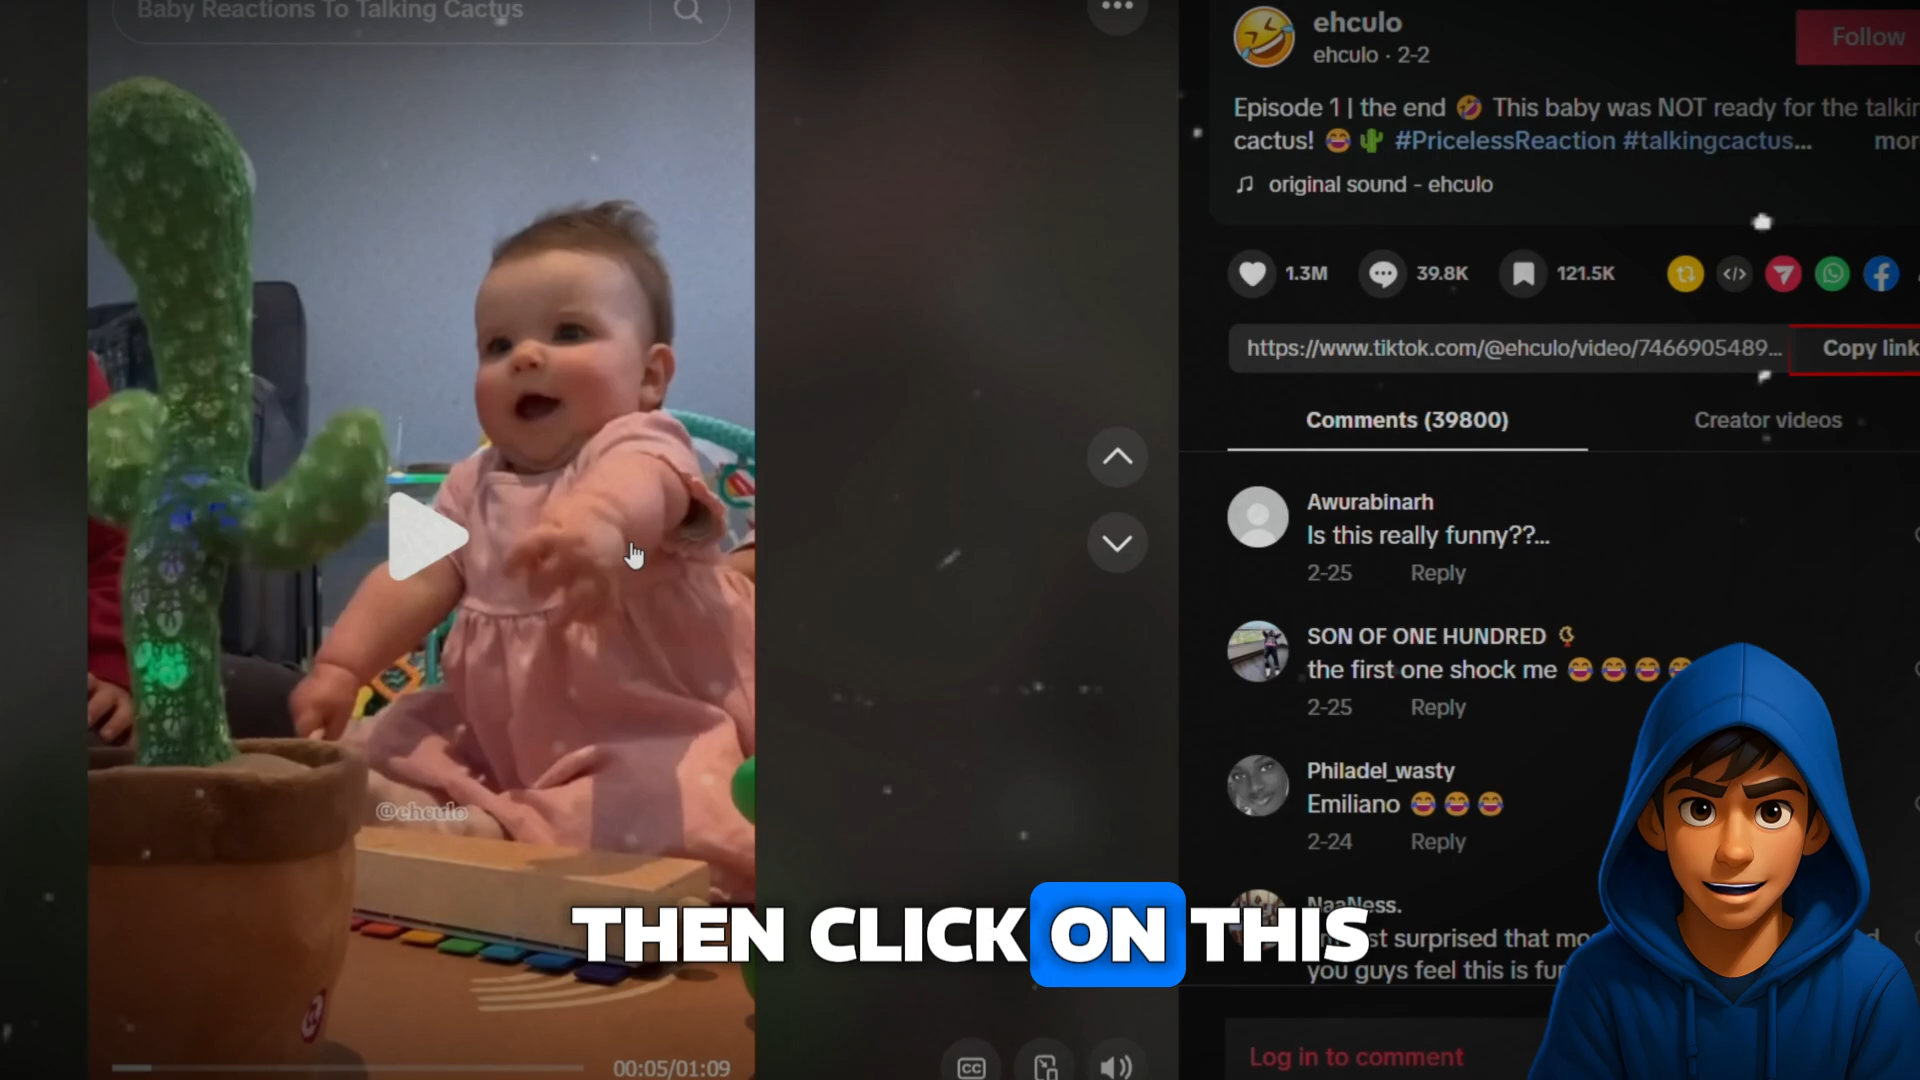 Baby Reactions To Talking Cactus
ehculo
ehculo · 2-2
Follow
Episode 1 | the end 🤣 This baby was NOT ready for the
cactus! 😂 🌵 #PricelessReaction #talkingcactus...
original sound - ehculo
1.3M
39.8K
121.5K
https://www.tiktok.com/@ehculo/video/7466905489...
Copy link
Comments (39800)
Creator videos
Awurabinarh
Is this really funny??...
2-25
Reply
SON OF ONE HUNDRED
the first one shock me 😂 😂 😂 😂
2-25
Reply
Philadel_wasty
Emiliano 😂 😂 😂
2-24
Reply
NaaNess.
surprised that
you guys feel this is
@ehculo
THEN CLICK ON THIS
00:05/01:09
CC
Log in to comment